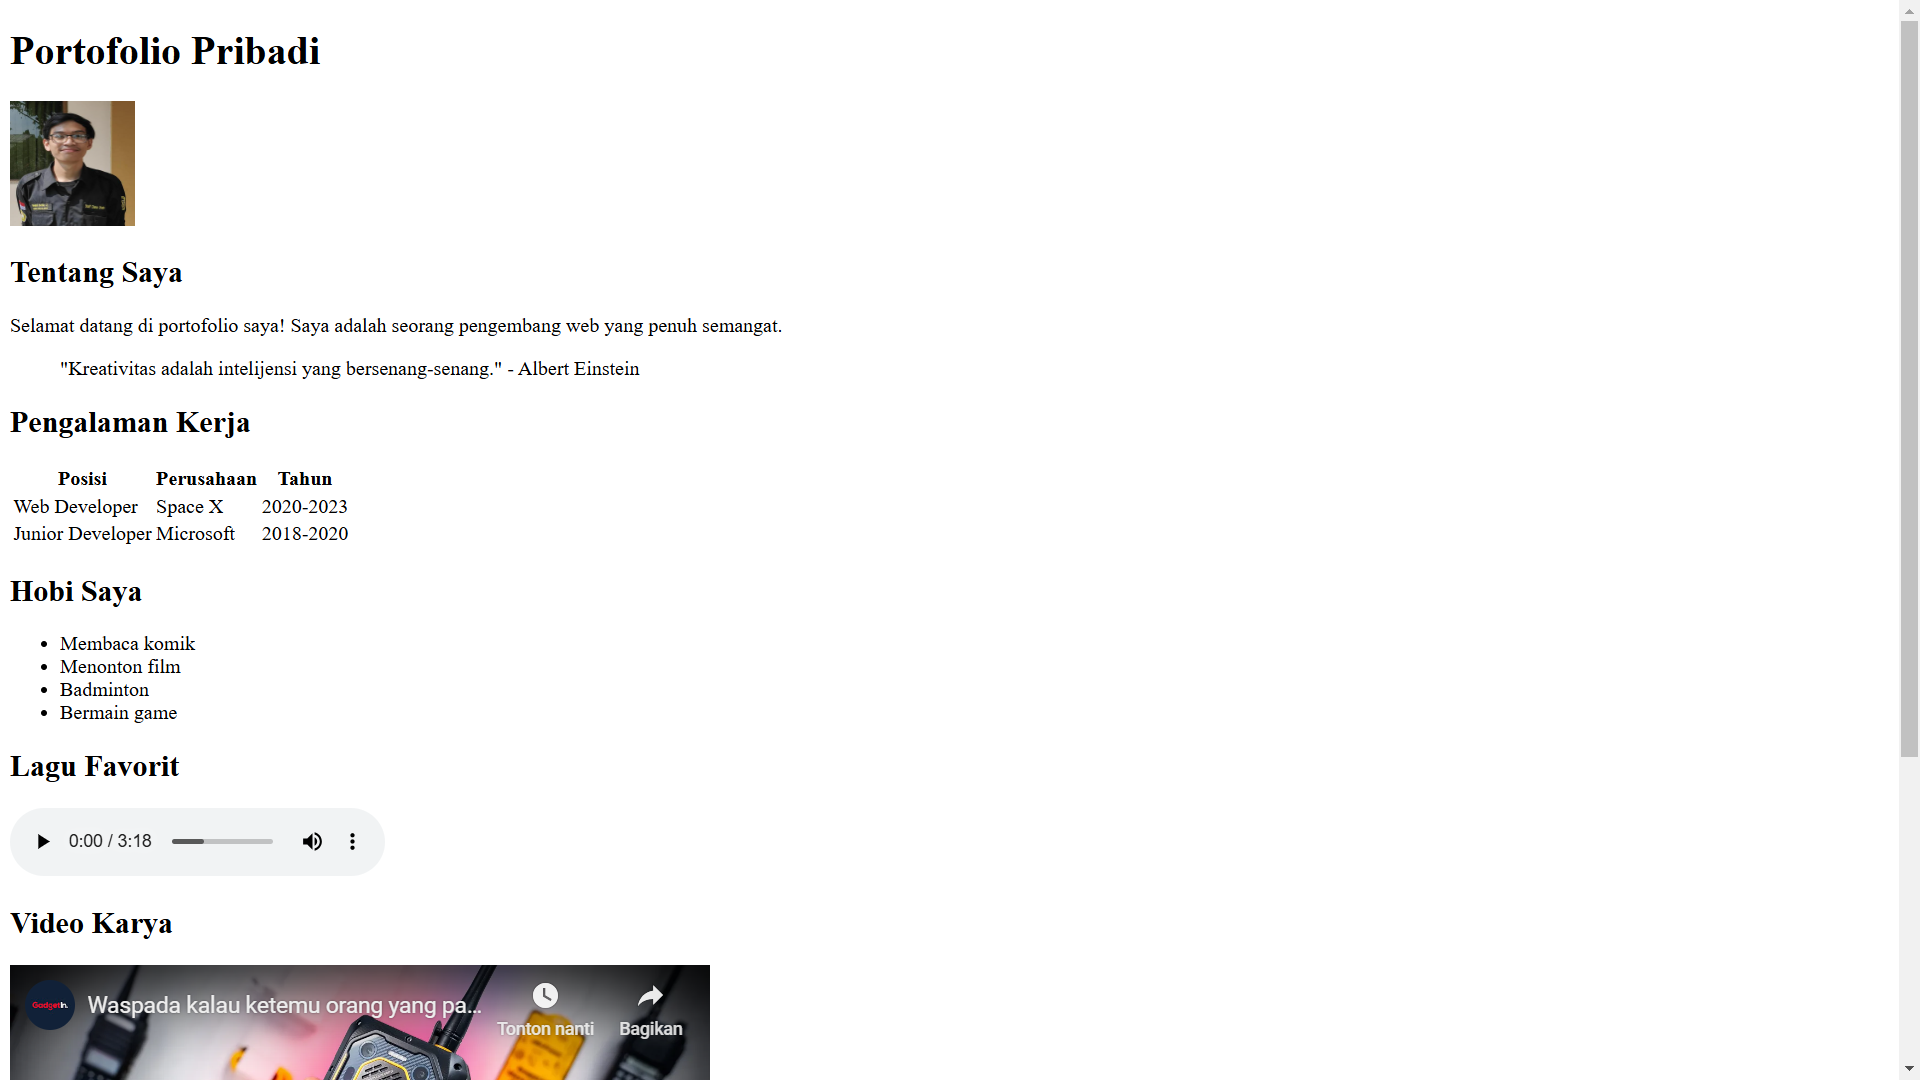 Portofolio Pribadi
Tentang Saya
Selamat datang di portofolio saya! Saya adalah seorang pengembang web yang penuh semangat.
"Kreativitas adalah intelijensi yang bersenang-senang." - Albert Einstein
Pengalaman Kerja
Posisi Perusahaan Tahun
Web Developer Space X 2020-2023
Junior Developer Microsoft 2018-2020
Hobi Saya
• Membaca komik
• Menonton film
• Badminton
• Bermain game
Lagu Favorit
0:00 / 3:18
Video Karya
GadgetIn.
Waspada kalau ketemu orang yang pa...
Tonton nanti Bagikan